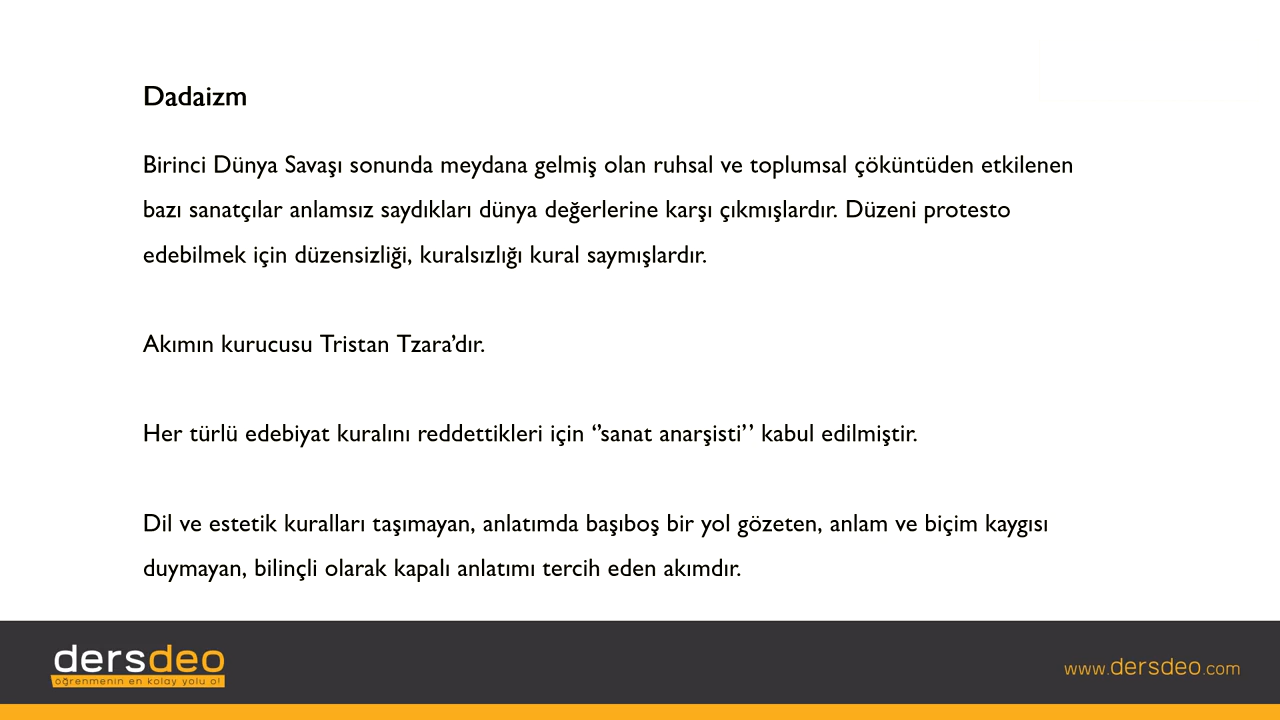 Dadaizm
Birinci Dünya Savaşı sonunda meydana gelmiş olan ruhsal ve toplumsal çöküntüden etkilenen
bazı sanatçılar anlamsız saydıkları dünya değerlerine karşı çıkmışlardır. Düzeni protesto
edebilmek için düzensizliği, kuralsızlığı kural saymışlardır.
Akımın kurucusu Tristan Tzara’dır.
Her türlü edebiyat kuralını reddettikleri için ‘’sanat anarşisti’’ kabul edilmiştir.
Dil ve estetik kuralları taşımayan, anlatımda başıboş bir yol gözeten, anlam ve biçim kaygısı
duymayan, bilinçli olarak kapalı anlatımı tercih eden akımdır.
dersdeo
öğrenmenin en kolay yolu o!
www.dersdeo.com